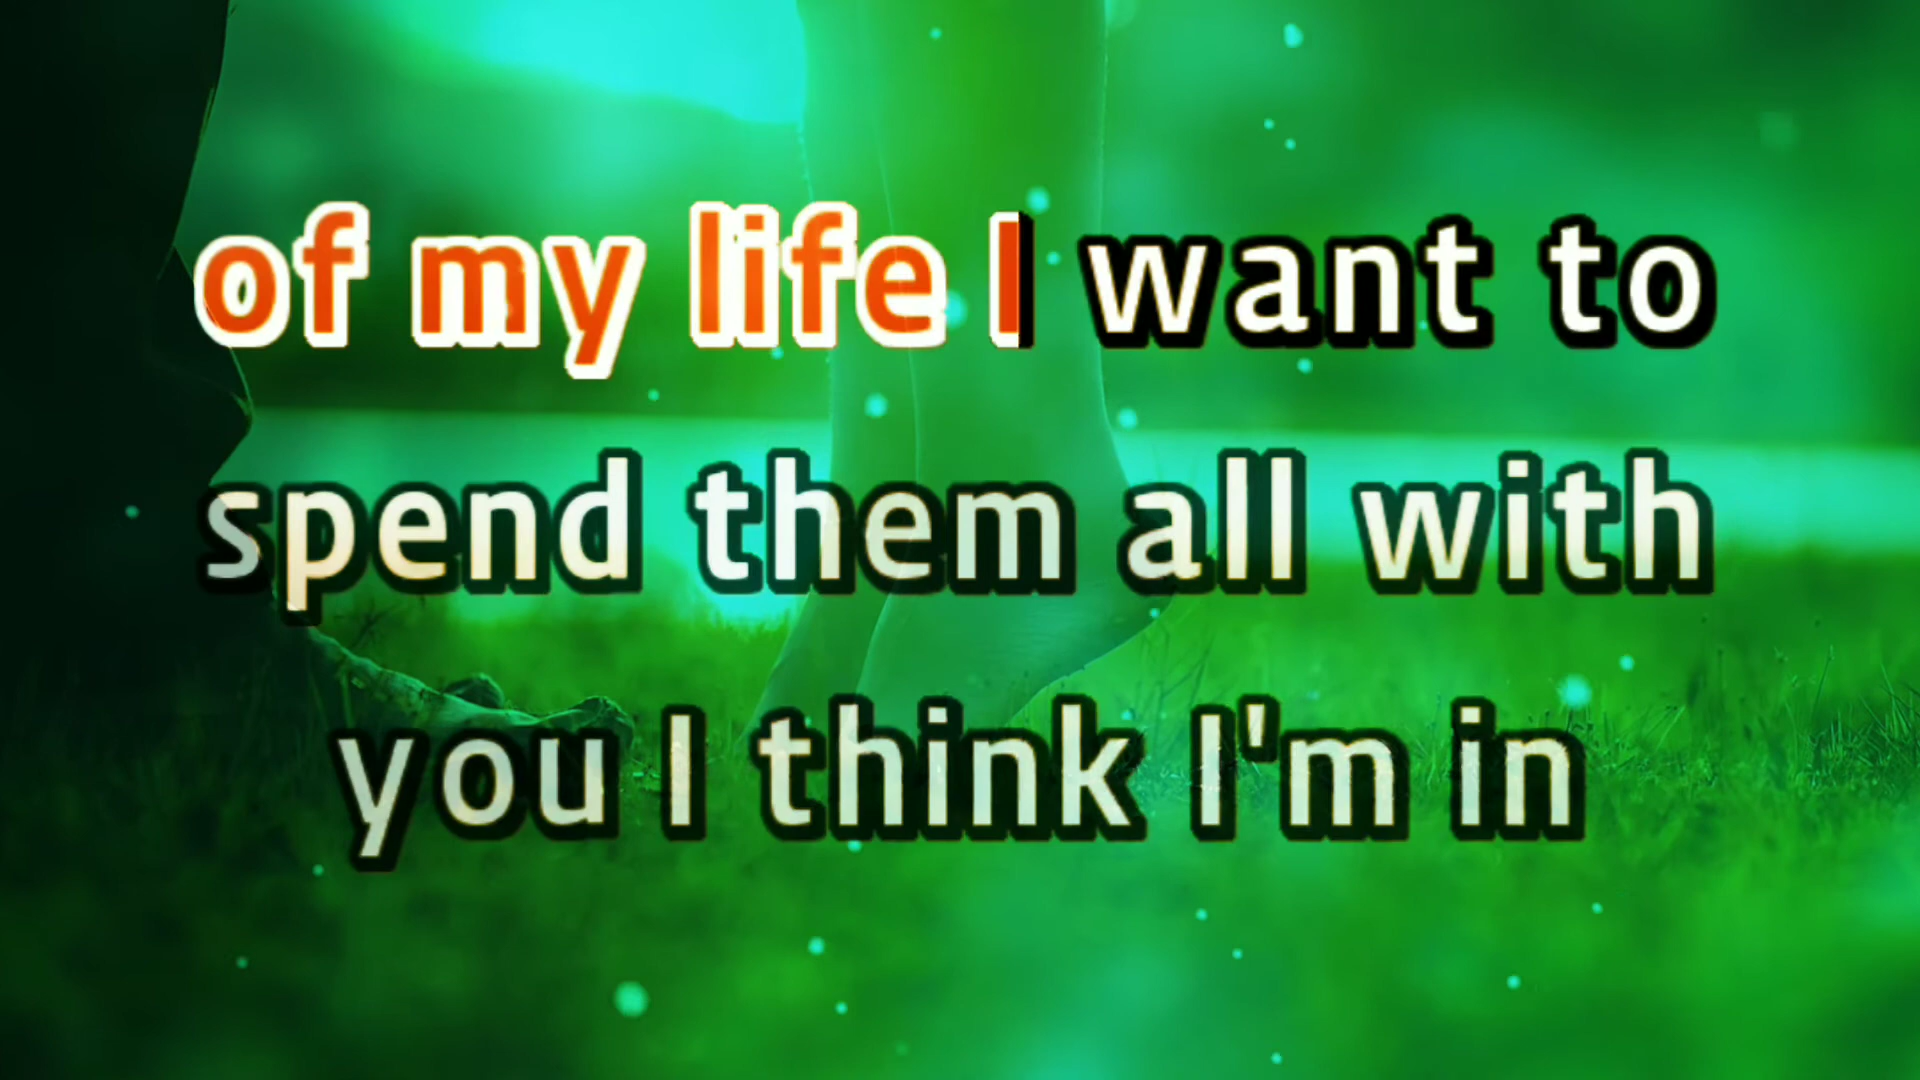 of my life I want to
spend them all with
you I think I'm in